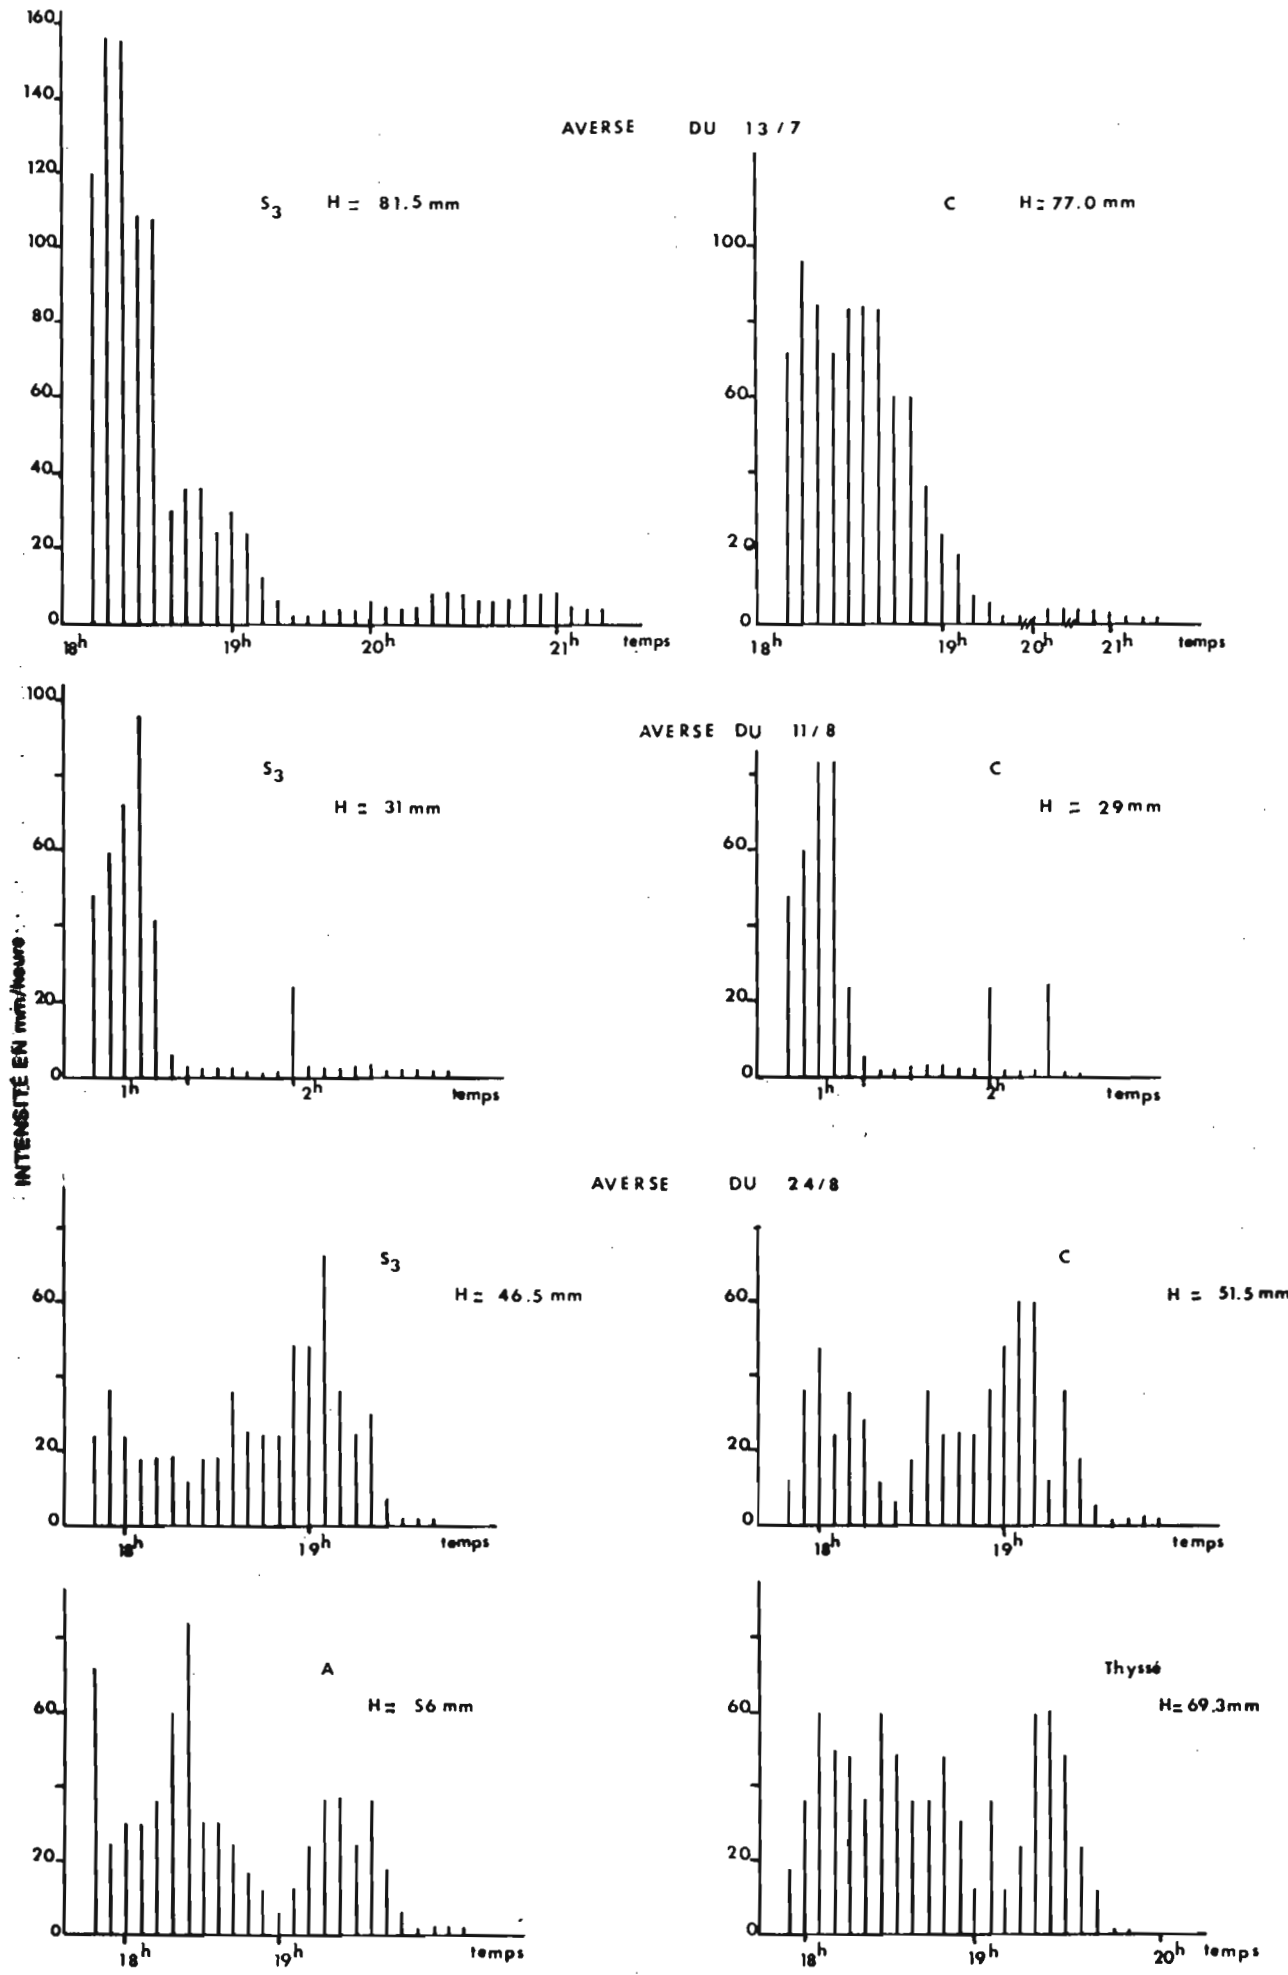 AVERSE DU 13/7
160
140
120
100
80
60
40
20
0
S3 H = 81.5 mm
18h 19h 20h 21h temps
C H = 77.0 mm
100
60
20
0
18h 19h 20h 21h temps
INTENSITÉ EN mm/heure
AVERSE DU 11/8
100
60
20
0
S3
H = 31 mm
1h 2h temps
C
H = 29 mm
60
20
0
1h 2h temps
AVERSE DU 24/8
S3
H = 46.5 mm
60
20
0
18h 19h temps
C
H = 51.5 mm
60
20
0
18h 19h temps
A
H = 56 mm
60
20
0
18h 19h temps
Thyssé
H = 69.3 mm
60
20
0
18h 19h 20h temps